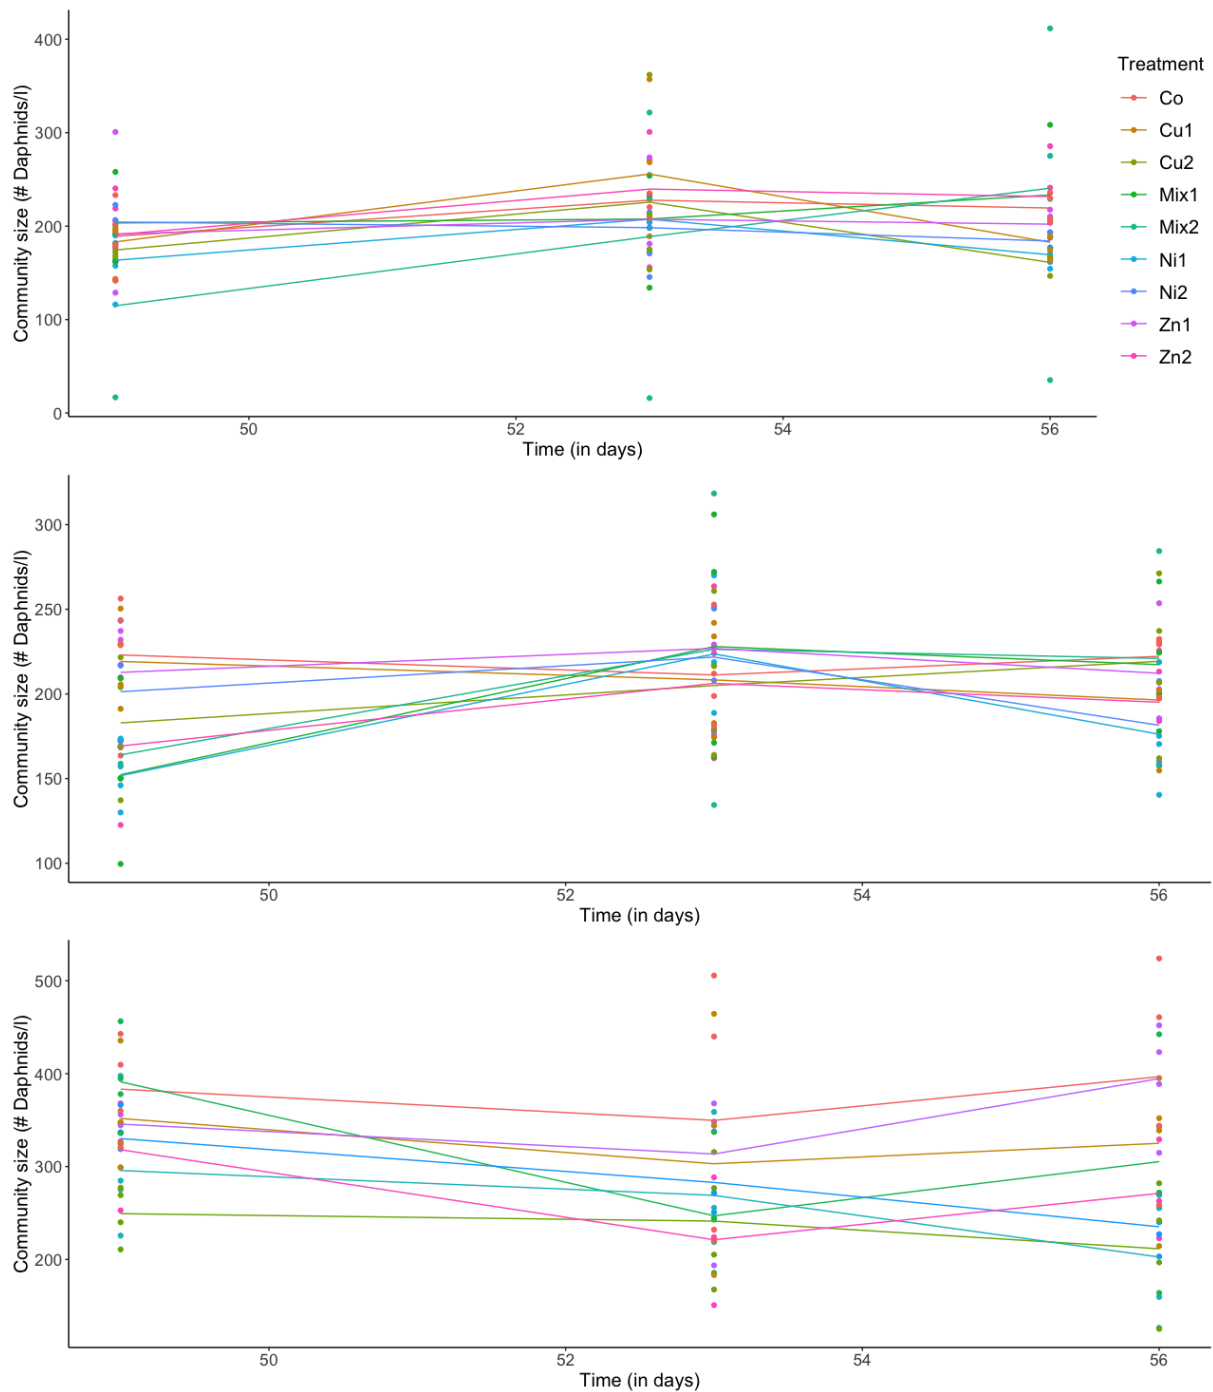 Community size (# Daphnids/l)
400
300
200
100
0
50
52
54
56
Time (in days)
Treatment
Co
Cu1
Cu2
Mix1
Mix2
Ni1
Ni2
Zn1
Zn2
Community size (# Daphnids/l)
300
250
200
150
100
50
52
54
56
Time (in days)
Community size (# Daphnids/l)
500
400
300
200
50
52
54
56
Time (in days)